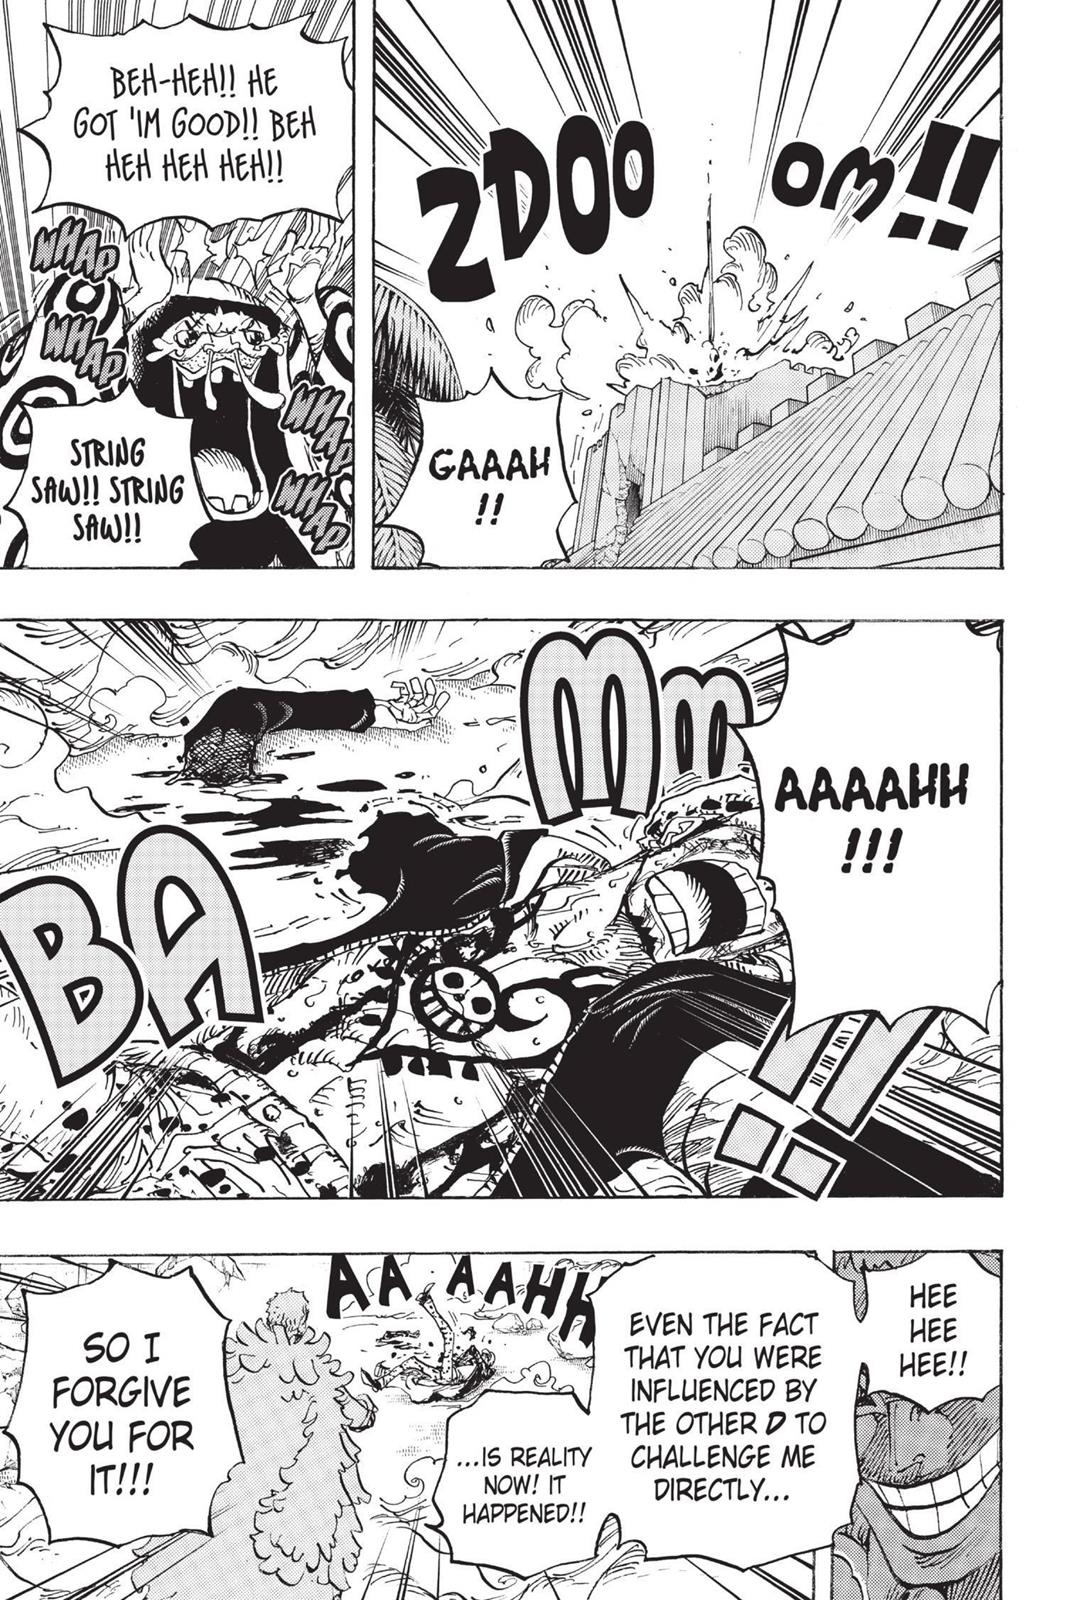 ZDOO
OM!!
GAAAH
!!
BEH-HEH!! HE
GOT 'IM GOOD!! BEH
HEH HEH HEH!!
WHAP
WHAP
WHAP
WHAP
STRING
SAW!! STRING
SAW!!
AAAAHH
!!!
BA
MM
!!
HEE
HEE
HEE!!
EVEN THE FACT
THAT YOU WERE
INFLUENCED BY
THE OTHER D TO
CHALLENGE ME
DIRECTLY...
...IS REALITY
NOW! IT
HAPPENED!!
AA AAHH
SO I
FORGIVE
YOU FOR
IT!!!